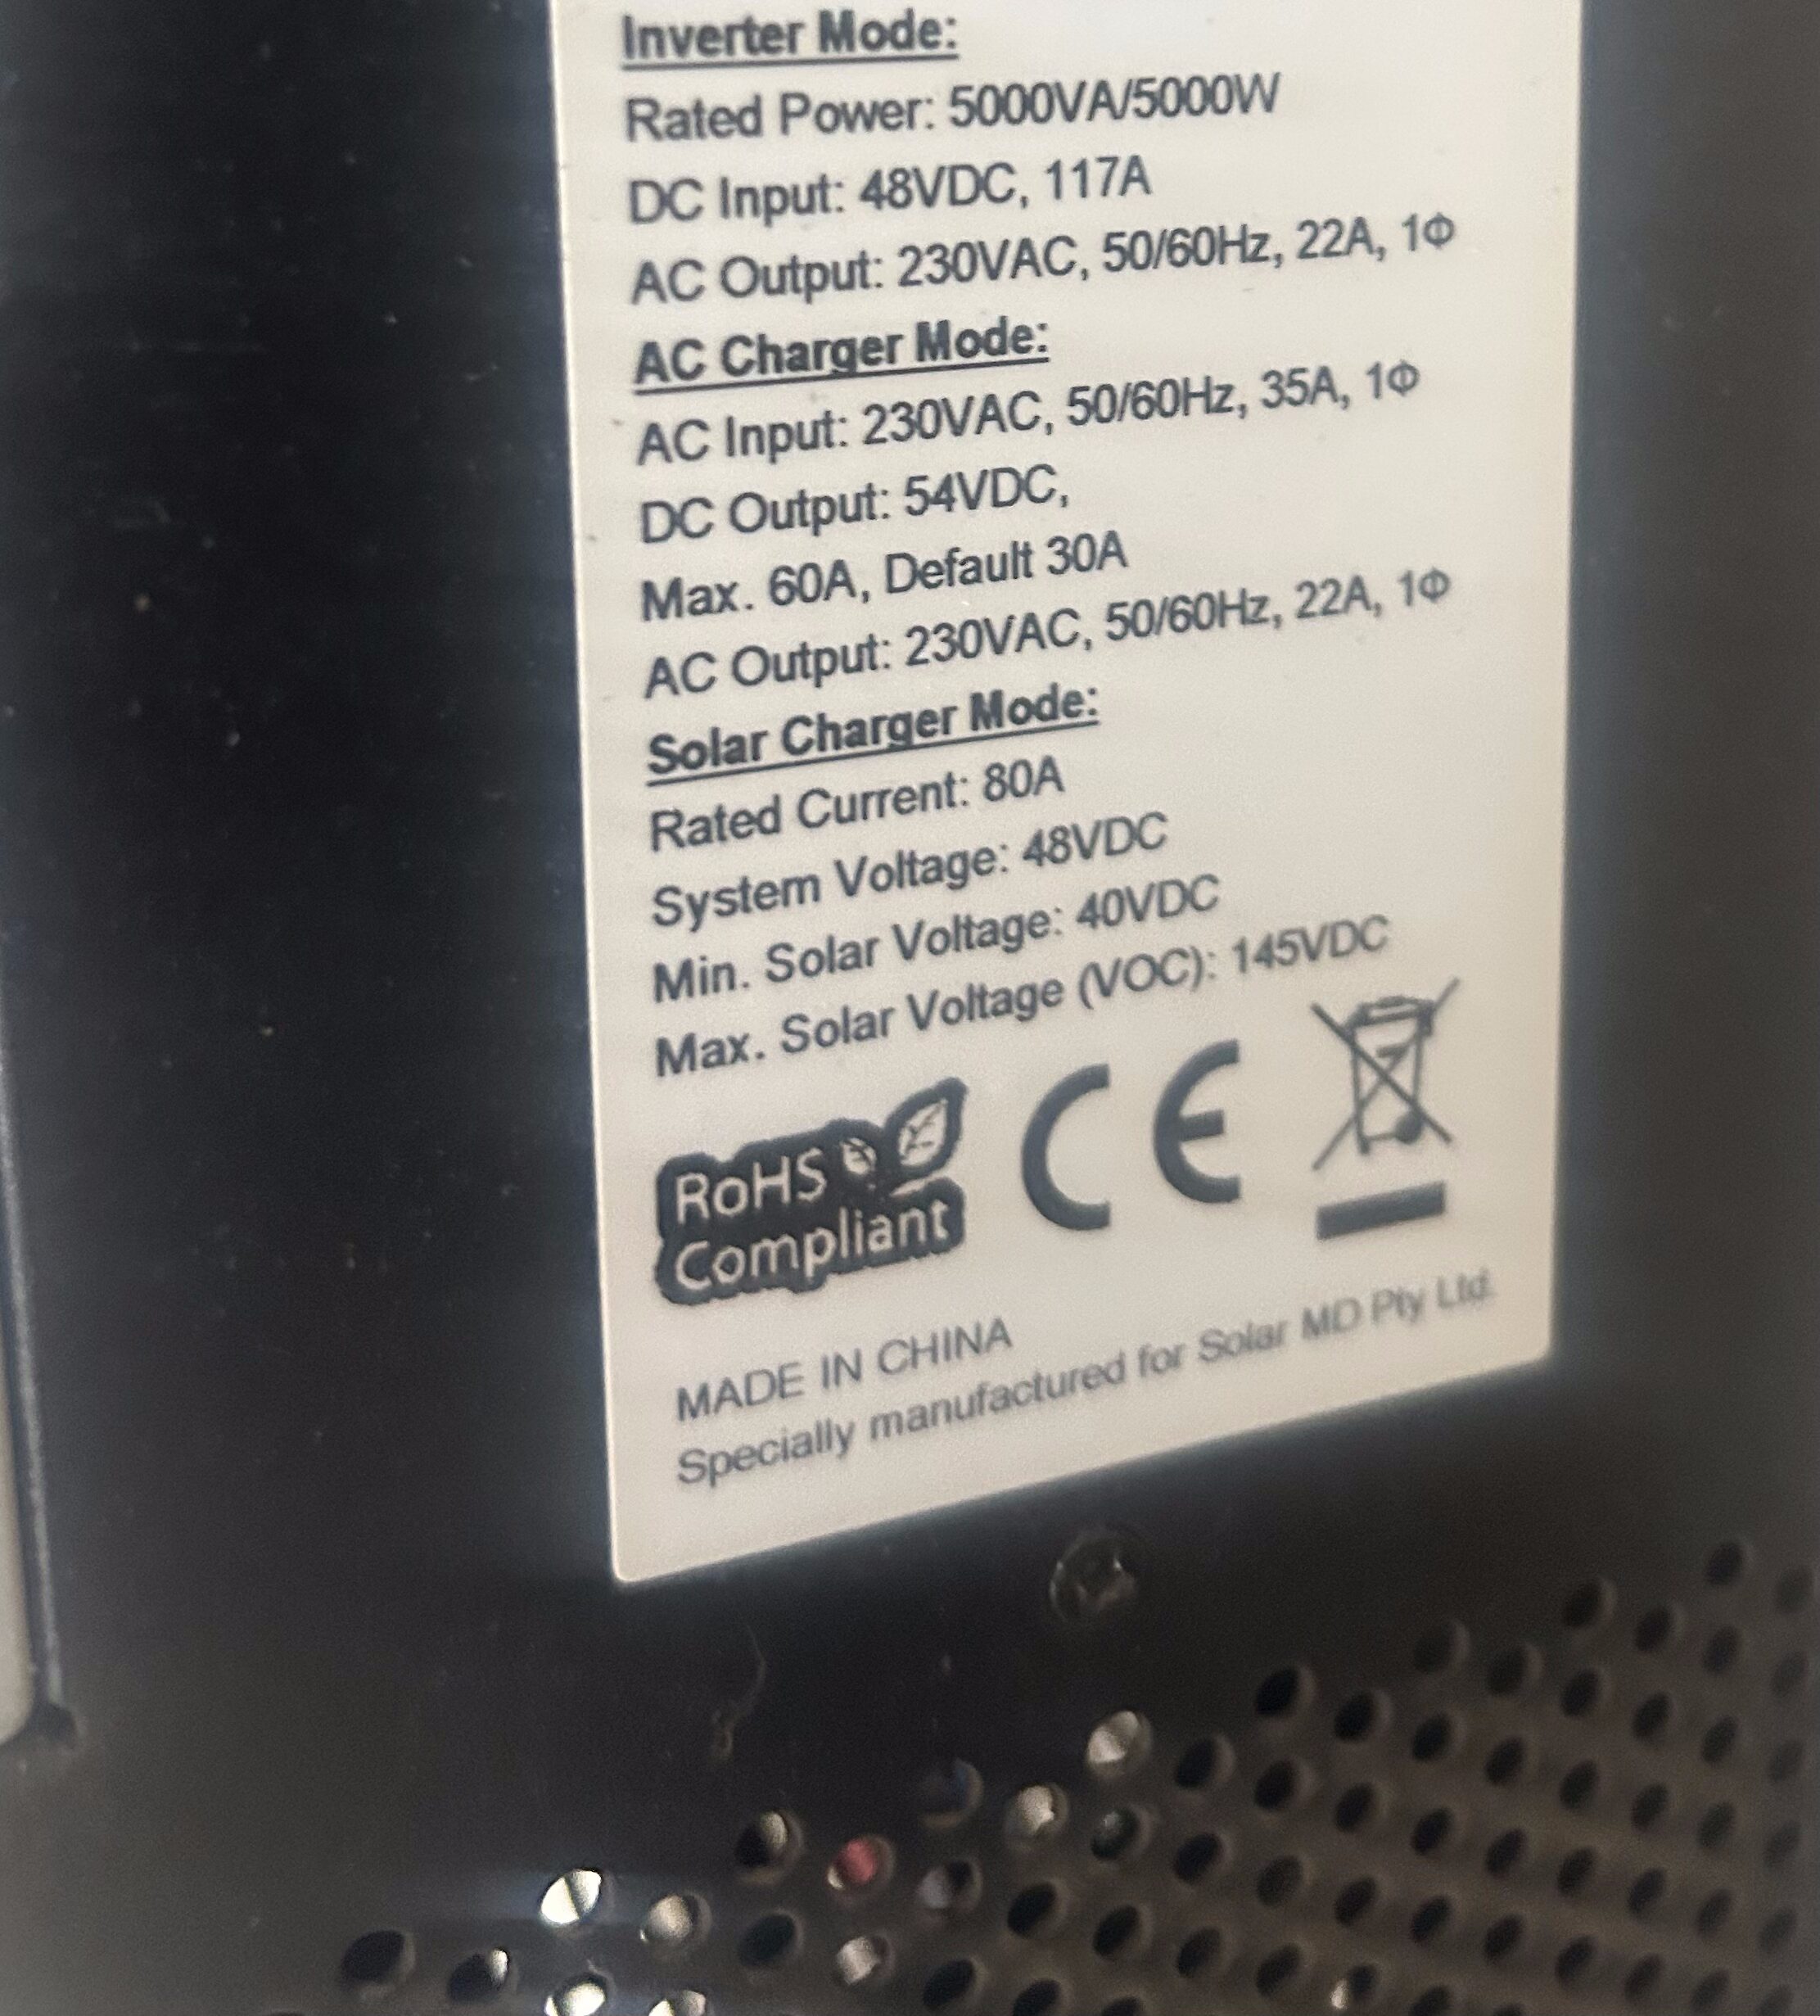 Inverter Mode:
Rated Power: 5000VA/5000W
DC Input: 48VDC, 117A
AC Output: 230VAC, 50/60Hz, 22A, 1Φ
AC Charger Mode:
AC Input: 230VAC, 50/60Hz, 35A, 1Φ
DC Output: 54VDC,
Max. 60A, Default 30A
AC Output: 230VAC, 50/60Hz, 22A, 1Φ
Solar Charger Mode:
Rated Current: 80A
System Voltage: 48VDC
Min. Solar Voltage: 40VDC
Max. Solar Voltage (VOC): 145VDC
RoHS
Compliant
CE
MADE IN CHINA
Specially manufactured for Solar MD Pty Ltd.